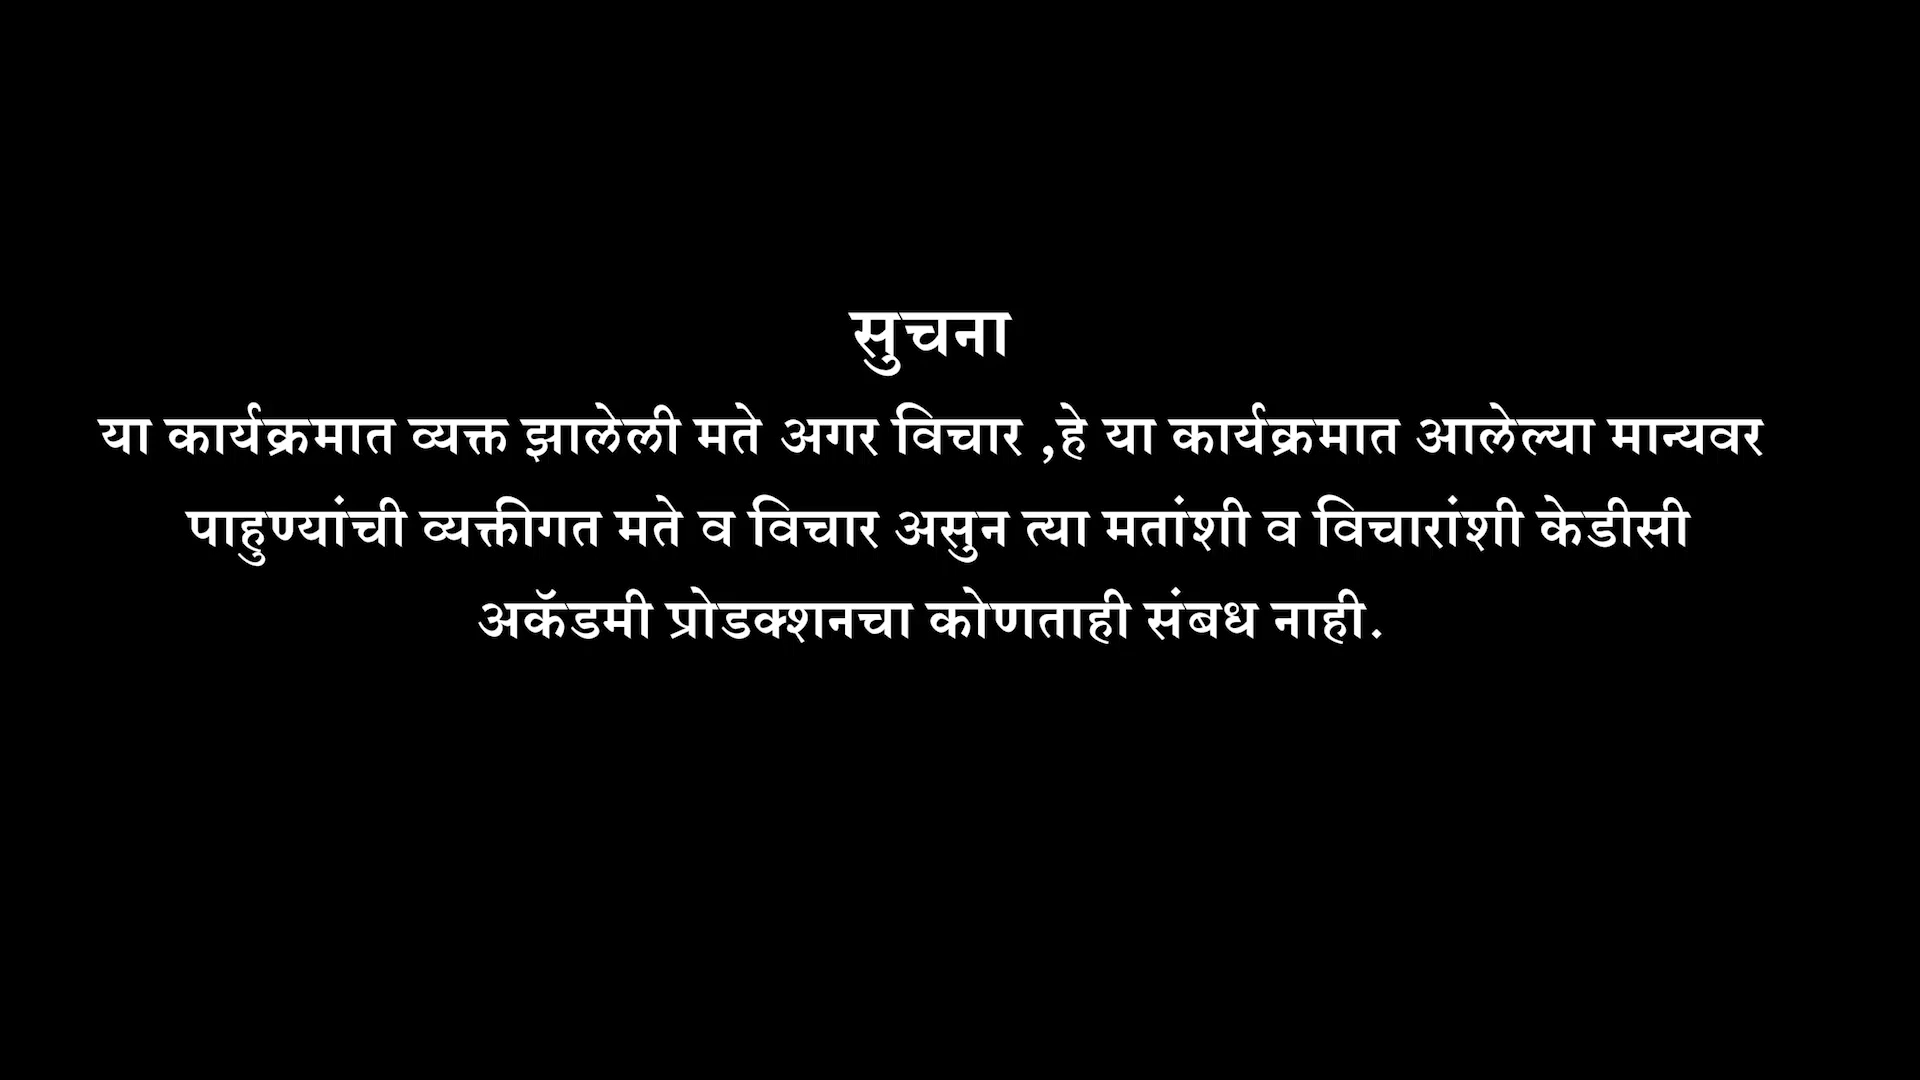 सुचना
या कार्यक्रमात व्यक्त झालेली मते अगर विचार ,हे या कार्यक्रमात आलेल्या मान्यवर
पाहुण्यांची व्यक्तीगत मते व विचार असुन त्या मतांशी व विचारांशी केडीसी
अकॅडमी प्रोडक्शनचा कोणताही संबध नाही.